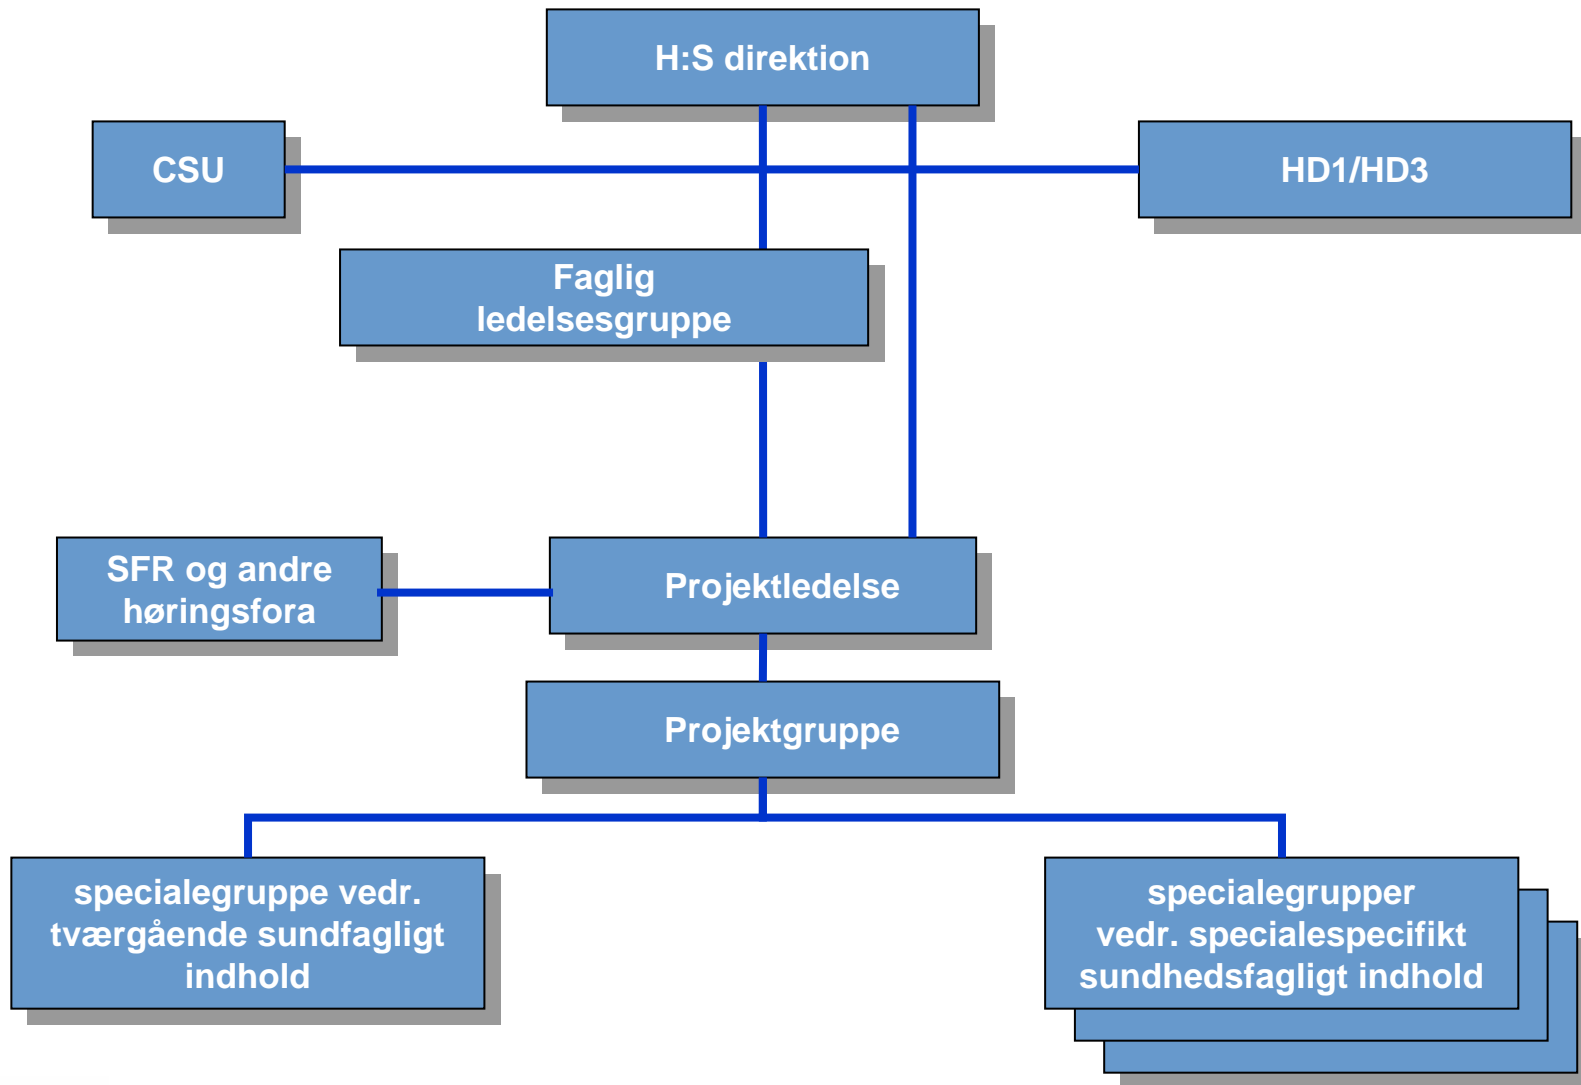 H:S direktion
CSU
HD1/HD3
Faglig
ledelsesgruppe
SFR og andre
høringsfora
Projektledelse
Projektgruppe
specialegruppe vedr.
tværgående sundfagligt
indhold
specialegrupper
vedr. specialespecifikt
sundhedsfagligt indhold